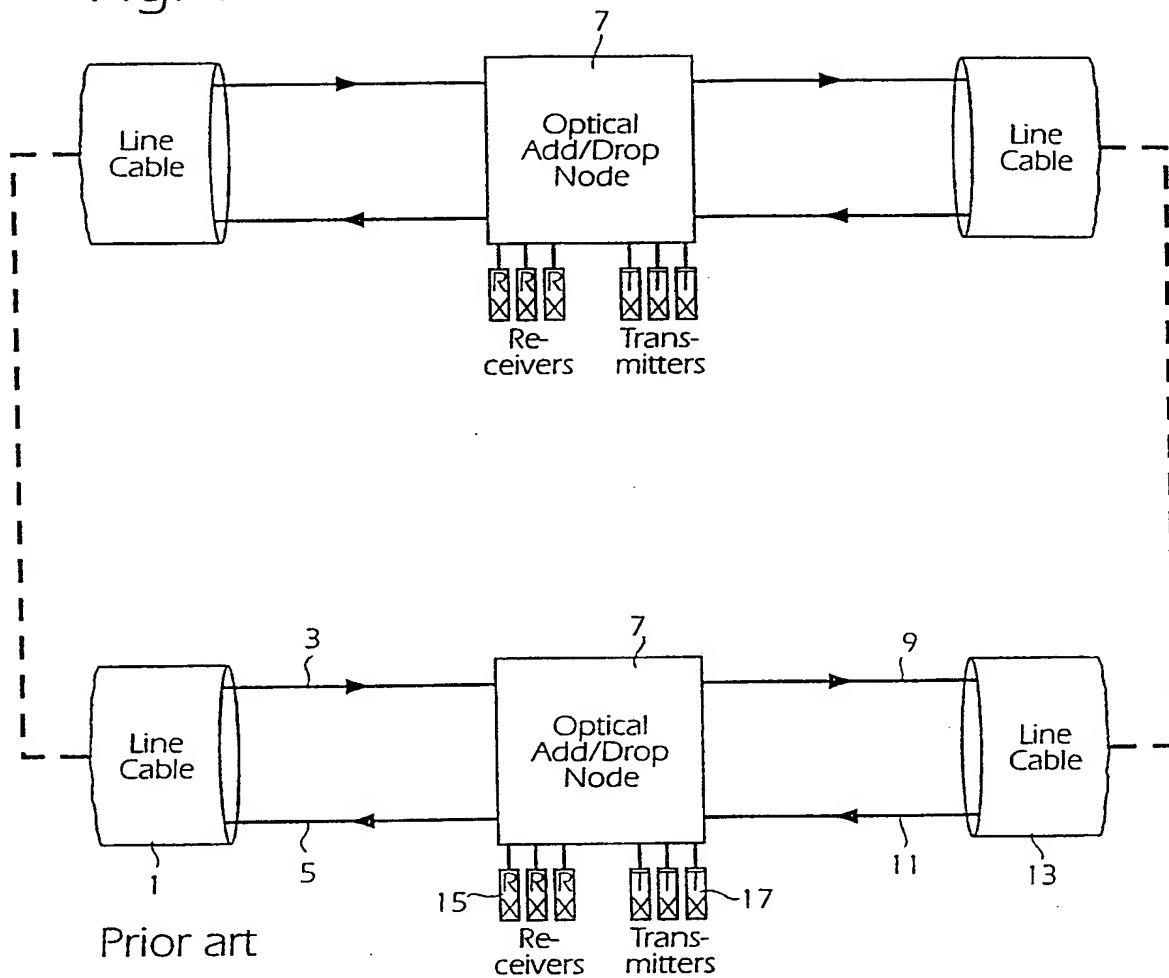 7
Line
Cable
Optical
Add/Drop
Node
Line
Cable
R R R
T T T
Re-
ceivers
Trans-
mitters
3
7
9
Line
Cable
Optical
Add/Drop
Node
Line
Cable
1
5
11
13
15
R R R
T T T
17
Prior art
Re-
ceivers
Trans-
mitters